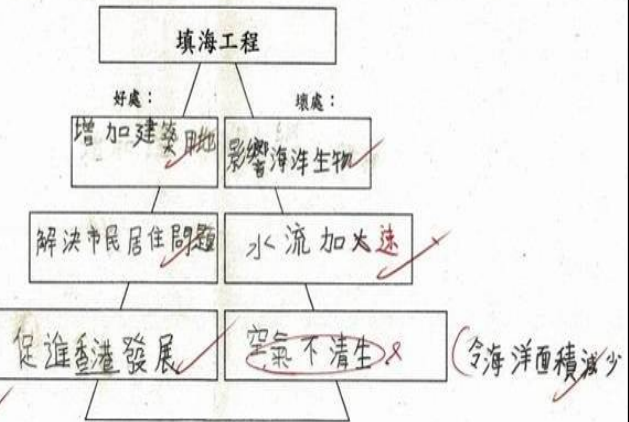 填海工程
好處：
壞處：
增加建築用地
影響海洋生物
解決市民居住問題
水流加大速
促進香港發展
空氣不清生
(令海洋面積減少